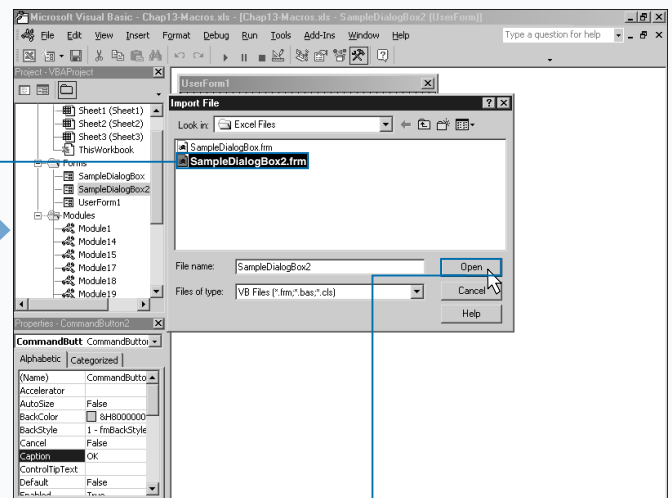 Microsoft Visual Basic - Chap13-Macros.xls - [Chap13-Macros.xls - SampleDialogBox2 (UserForm)]
File Edit View Insert Format Debug Run Tools Add-Ins Window Help
Type a question for help
Project - VBAProject
Sheet1 (Sheet1)
Sheet2 (Sheet2)
Sheet3 (Sheet3)
ThisWorkbook
Forms
SampleDialogBox
SampleDialogBox2
UserForm1
Modules
Module1
Module14
Module15
Module17
Module18
Module19
UserForm1
Import File
Look in: Excel Files
SampleDialogBox.frm
SampleDialogBox2.frm
File name: SampleDialogBox2
Open
Files of type: VB Files (*.frm;*.bas;*.cls)
Cancel
Help
Properties - CommandButton2
CommandButt CommandButtor
Alphabetic Categorized
(Name) CommandButto
Accelerator
AutoSize False
BackColor &H8000000
BackStyle 1 - fmBackStyle
Cancel False
Caption OK
ControlTipText
Default False
Enabled True